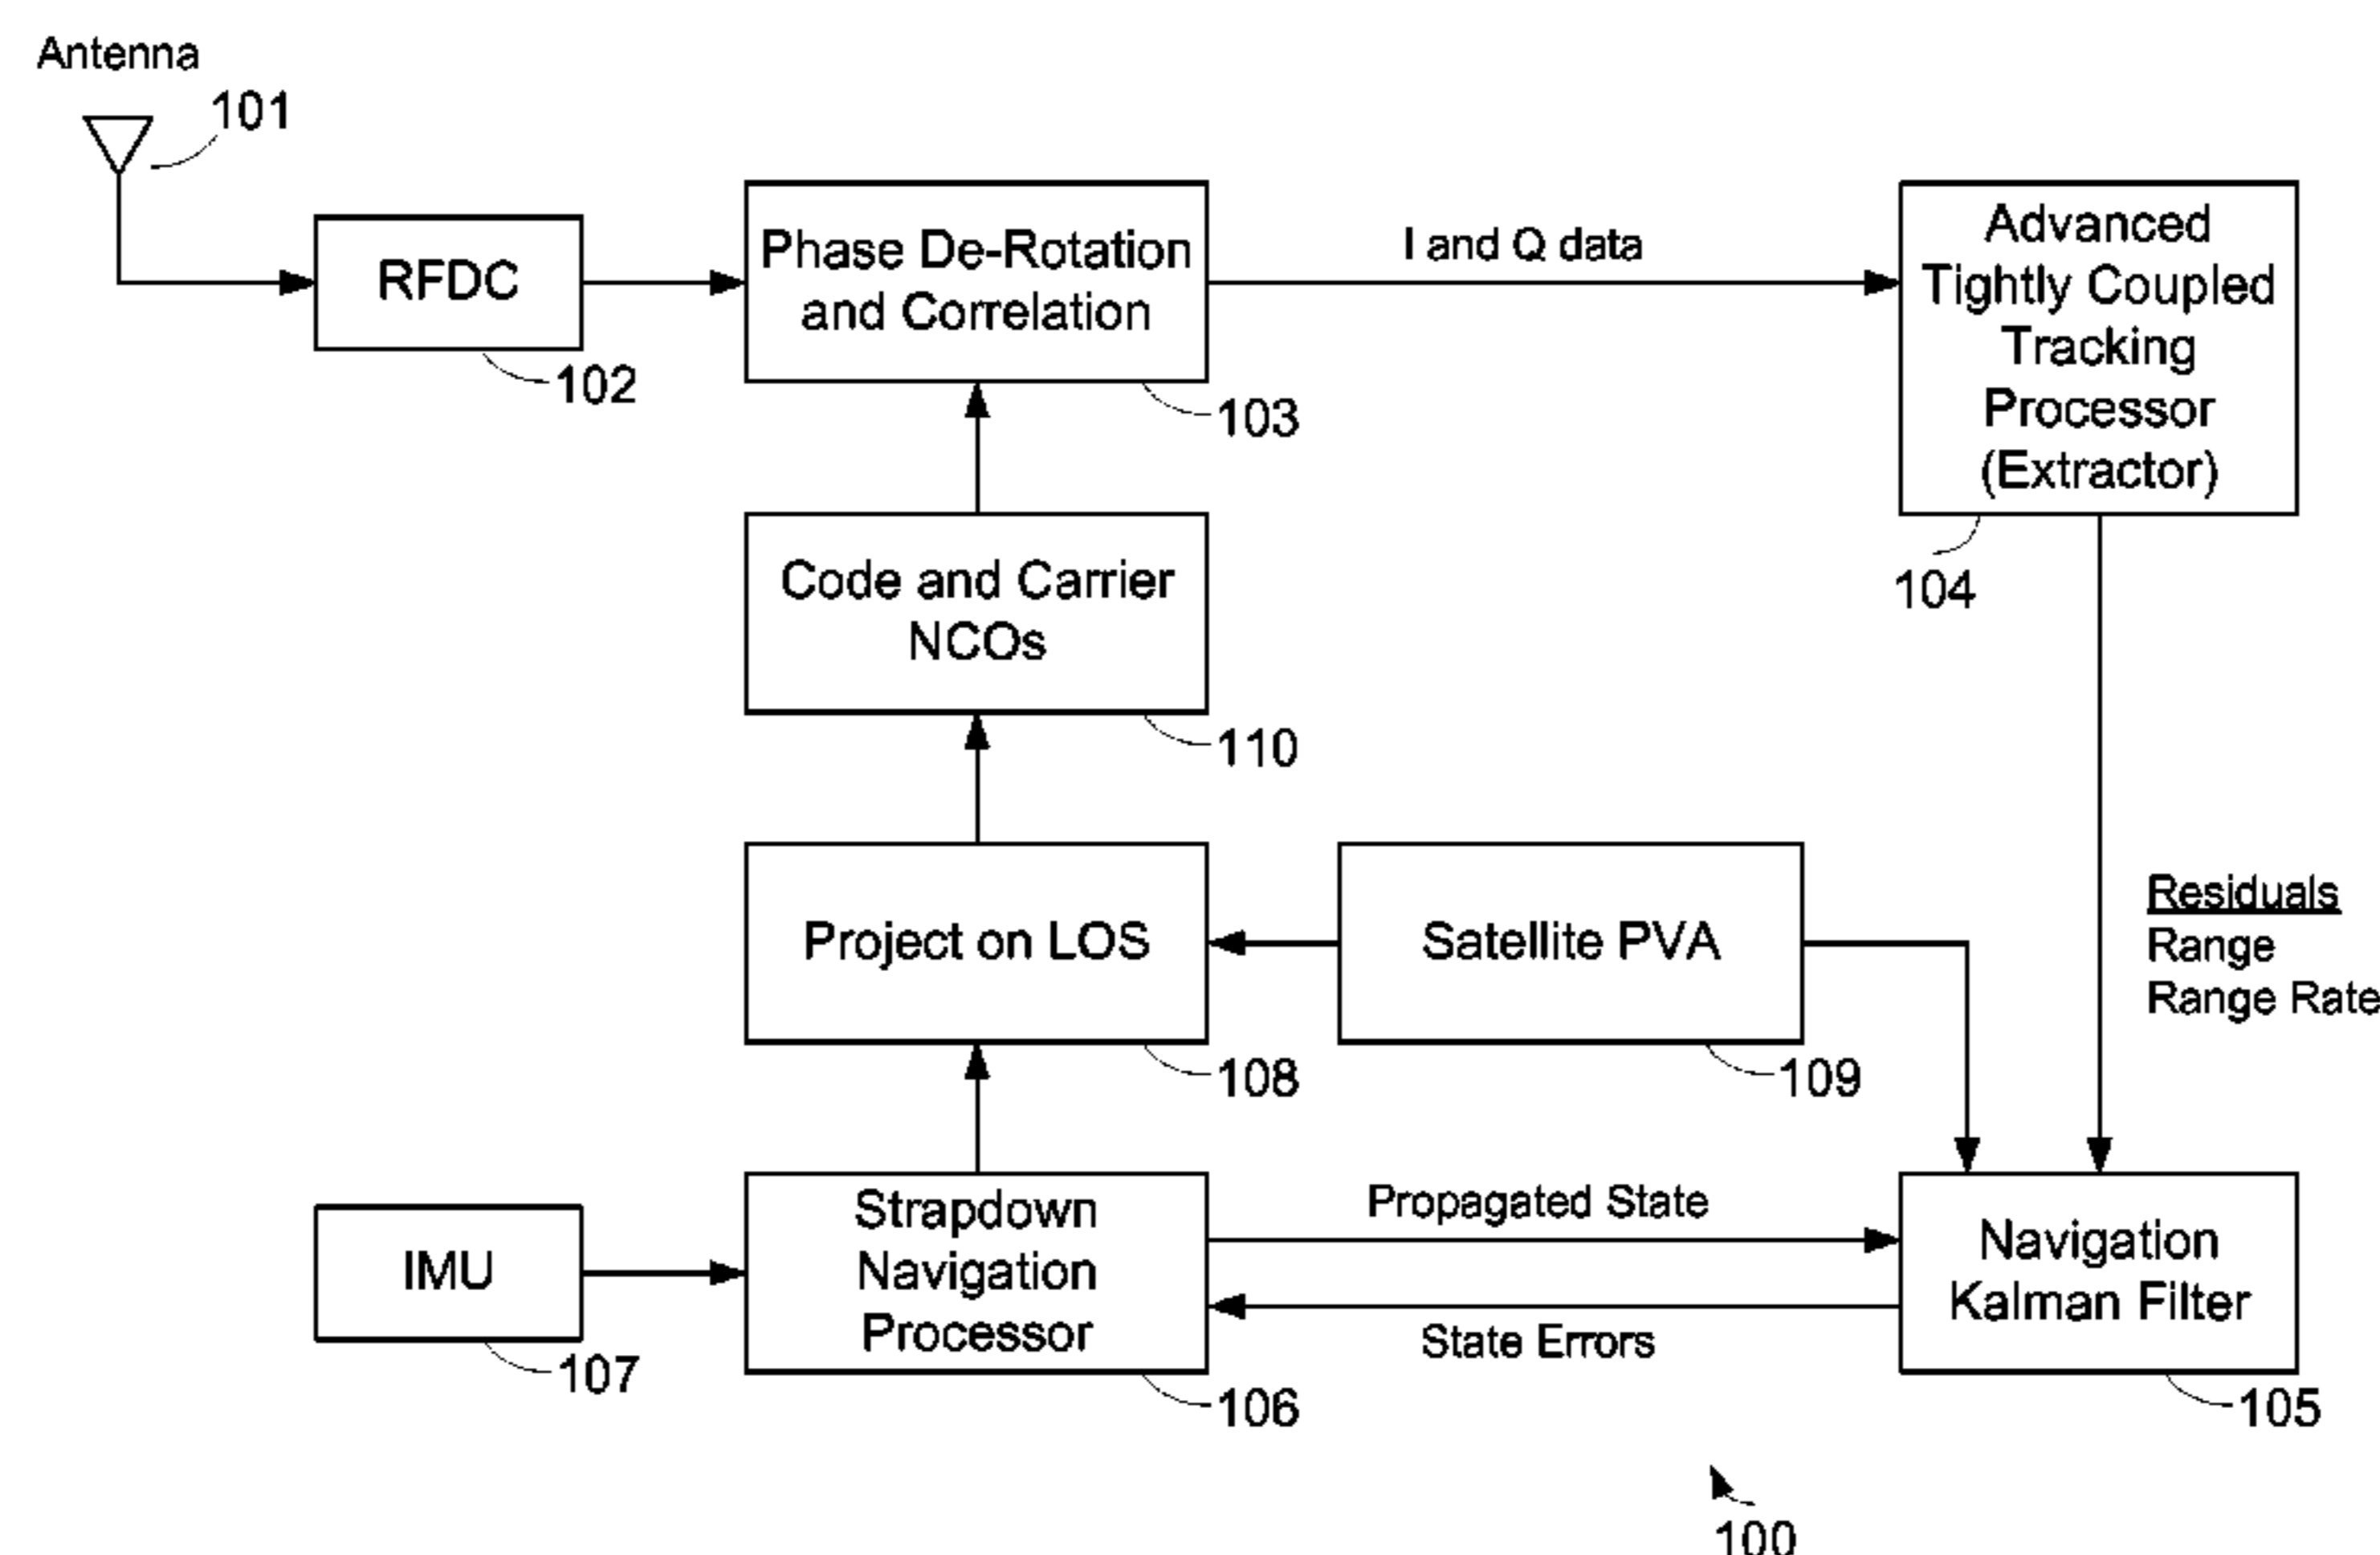 Antenna
101
RFDC
102
Phase De-Rotation
and Correlation
103
I and Q data
Advanced
Tightly Coupled
Tracking
Processor
(Extractor)
104
Code and Carrier
NCOs
110
Project on LOS
108
Satellite PVA
109
Residuals
Range
Range Rate
IMU
107
Strapdown
Navigation
Processor
106
Propagated State
State Errors
Navigation
Kalman Filter
105
100